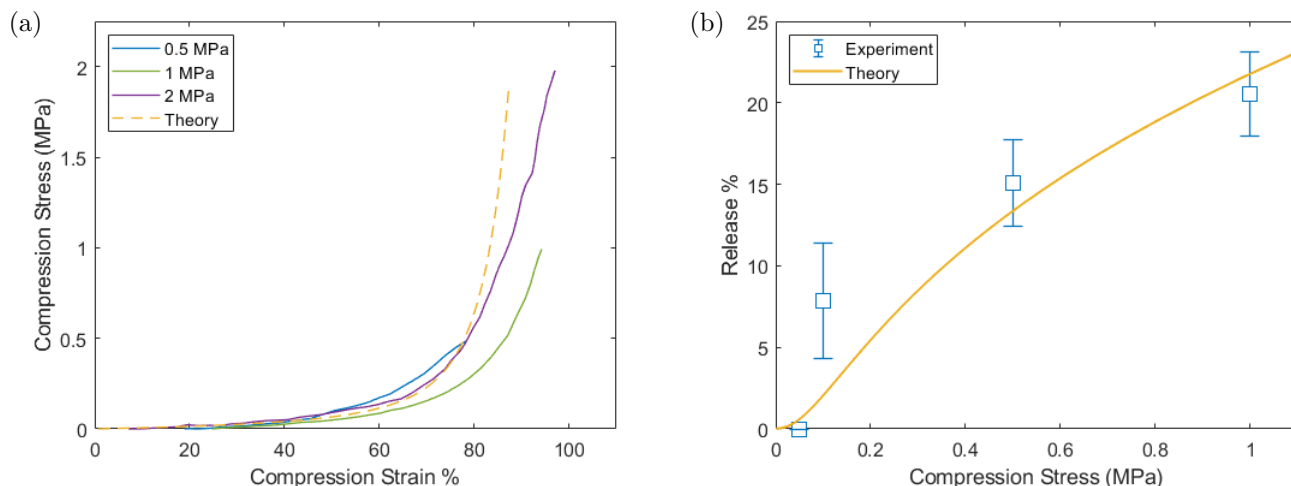 (a)
Compression Stress (MPa)
2
1.5
1
0.5
0
0.5 MPa
1 MPa
2 MPa
Theory
0 20 40 60 80 100
Compression Strain %
(b)
Release %
25
20
15
10
5
0
Experiment
Theory
0 0.2 0.4 0.6 0.8 1
Compression Stress (MPa)